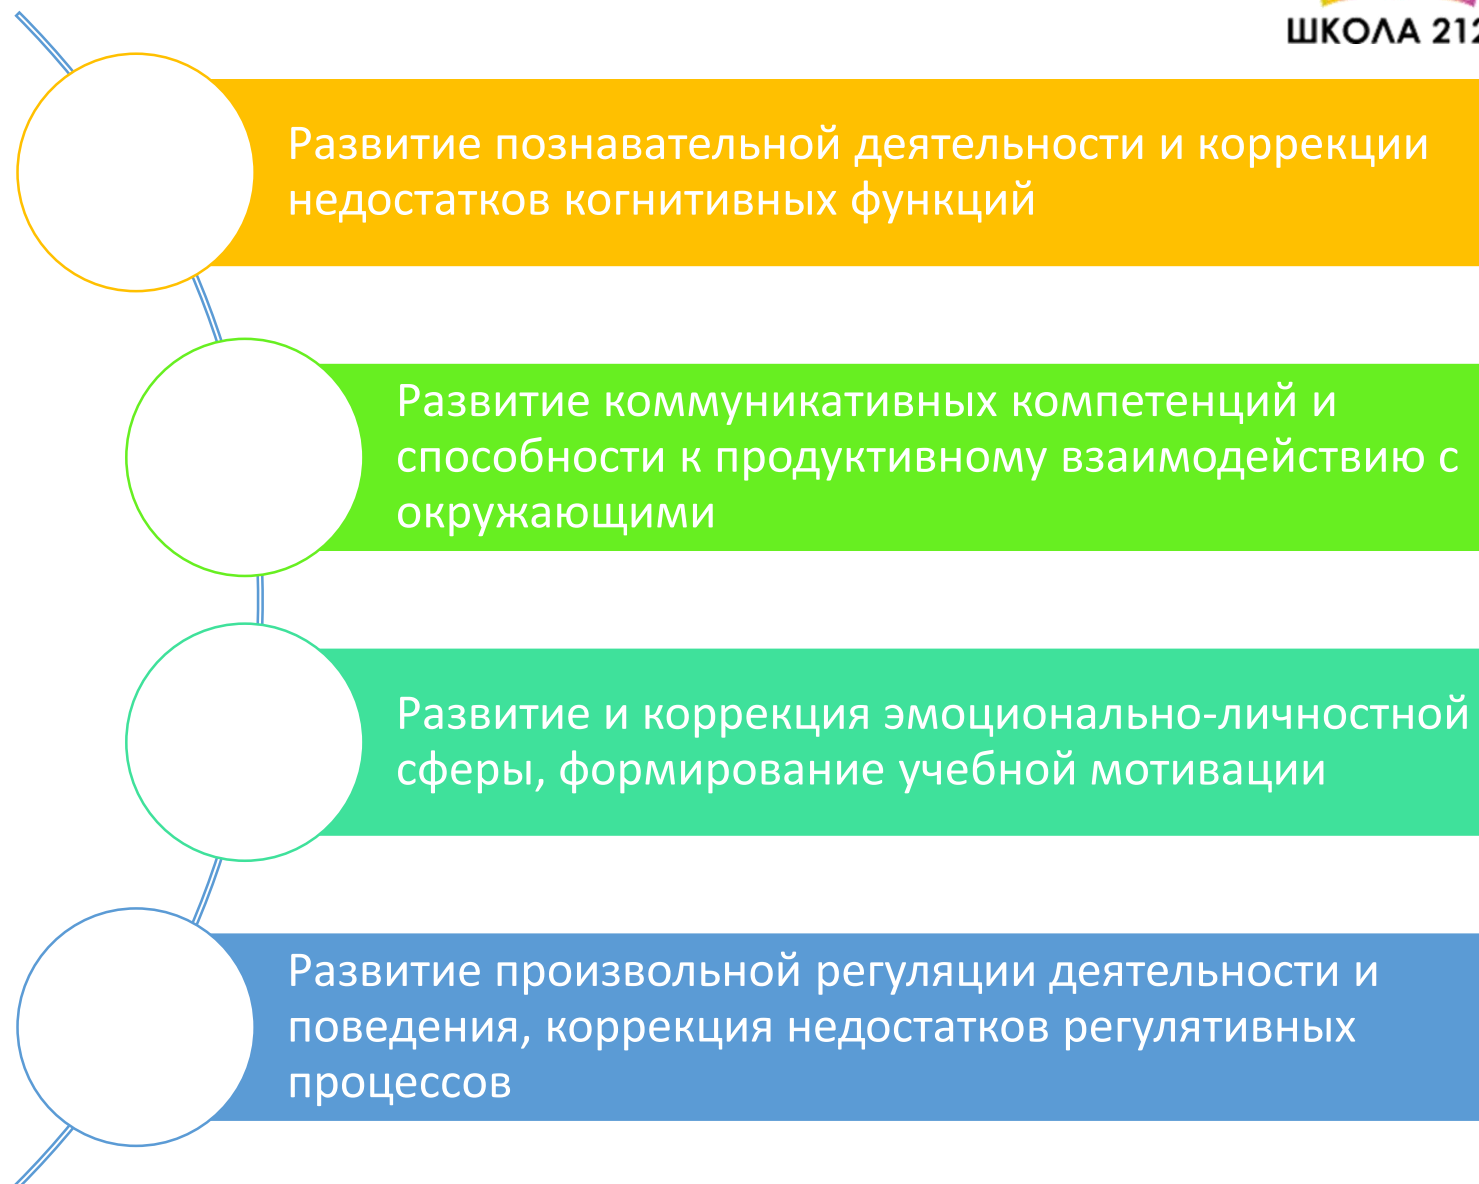 ШКОЛА 212
Развитие познавательной деятельности и коррекции
недостатков когнитивных функций
Развитие коммуникативных компетенций и
способности к продуктивному взаимодействию с
окружающими
Развитие и коррекция эмоционально-личностной
сферы, формирование учебной мотивации
Развитие произвольной регуляции деятельности и
поведения, коррекция недостатков регулятивных
процессов